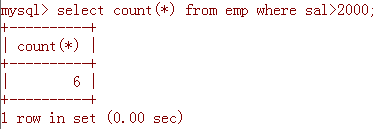 mysql> select count(*) from emp where sal>2000;
+----------+
| count(*) |
+----------+
|        6 |
+----------+
1 row in set (0.00 sec)